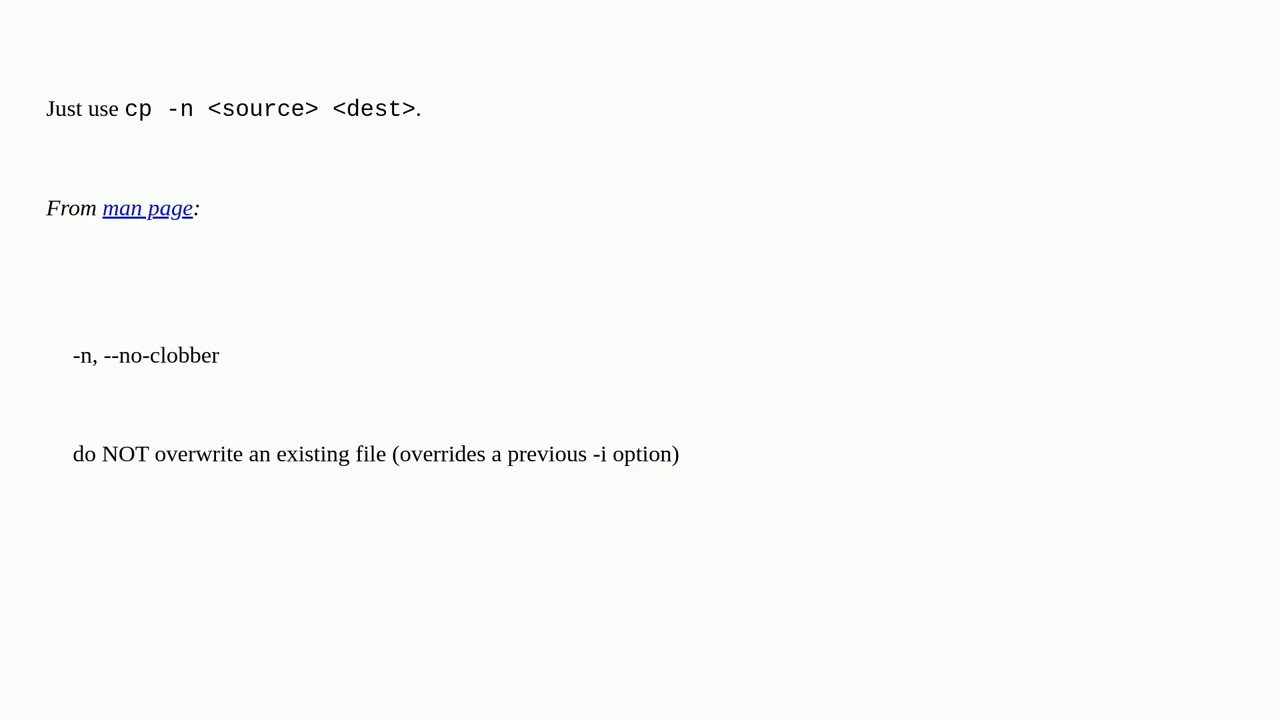 Just use cp -n <source> <dest>.
From man page:
-n, --no-clobber
do NOT overwrite an existing file (overrides a previous -i option)